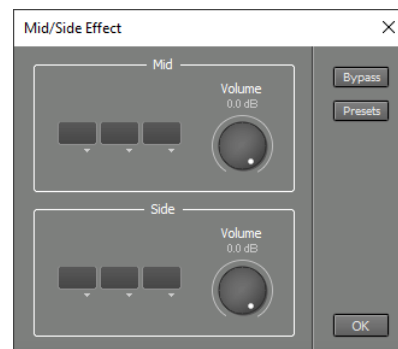 Mid/Side Effect
Mid
Volume
0.0 dB
Bypass
Presets
Side
Volume
0.0 dB
OK